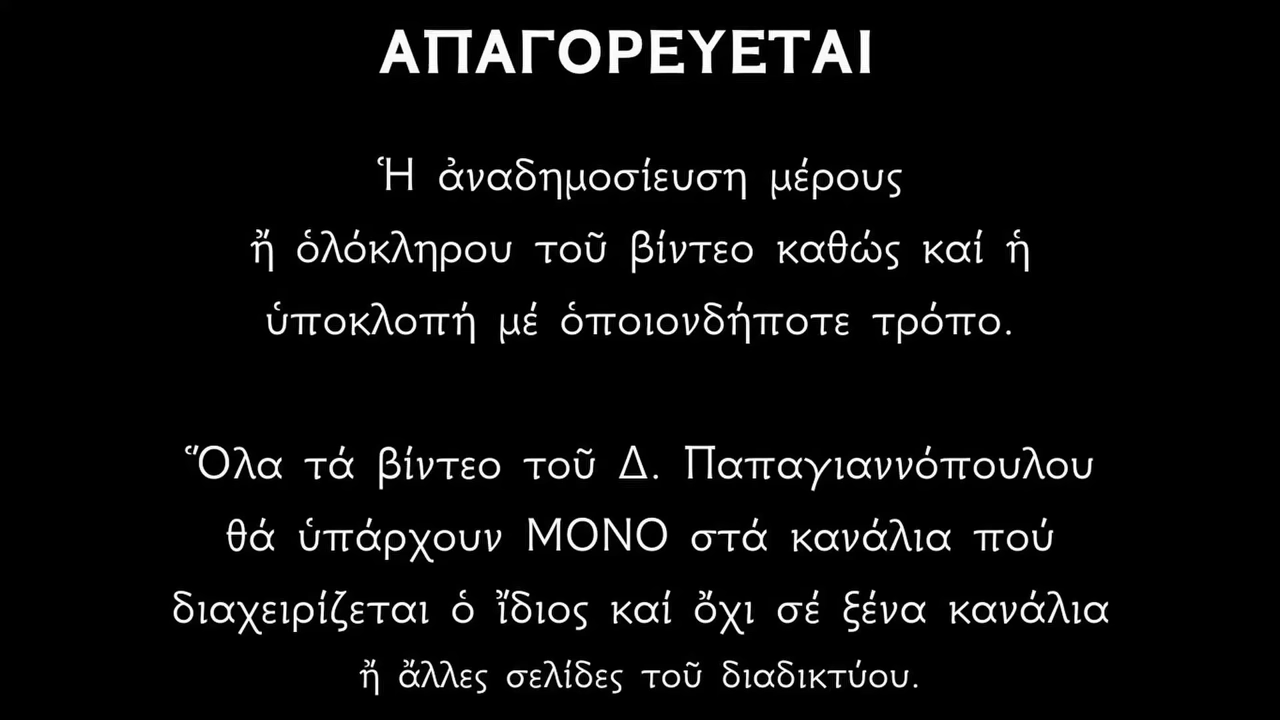 ΑΠΑΓΟΡΕΥΕΤΑΙ
Ἡ ἀναδημοσίευση μέρους
ἤ ὁλόκληρου τοῦ βίντεο καθώς καί ἡ
ὑποκλοπή μέ ὁποιονδήποτε τρόπο.
Ὅλα τά βίντεο τοῦ Δ. Παπαγιαννόπουλου
θά ὑπάρχουν ΜΟΝΟ στά κανάλια πού
διαχειρίζεται ὁ ἴδιος καί ὄχι σέ ξένα κανάλια
ἤ ἄλλες σελίδες τοῦ διαδικτύου.